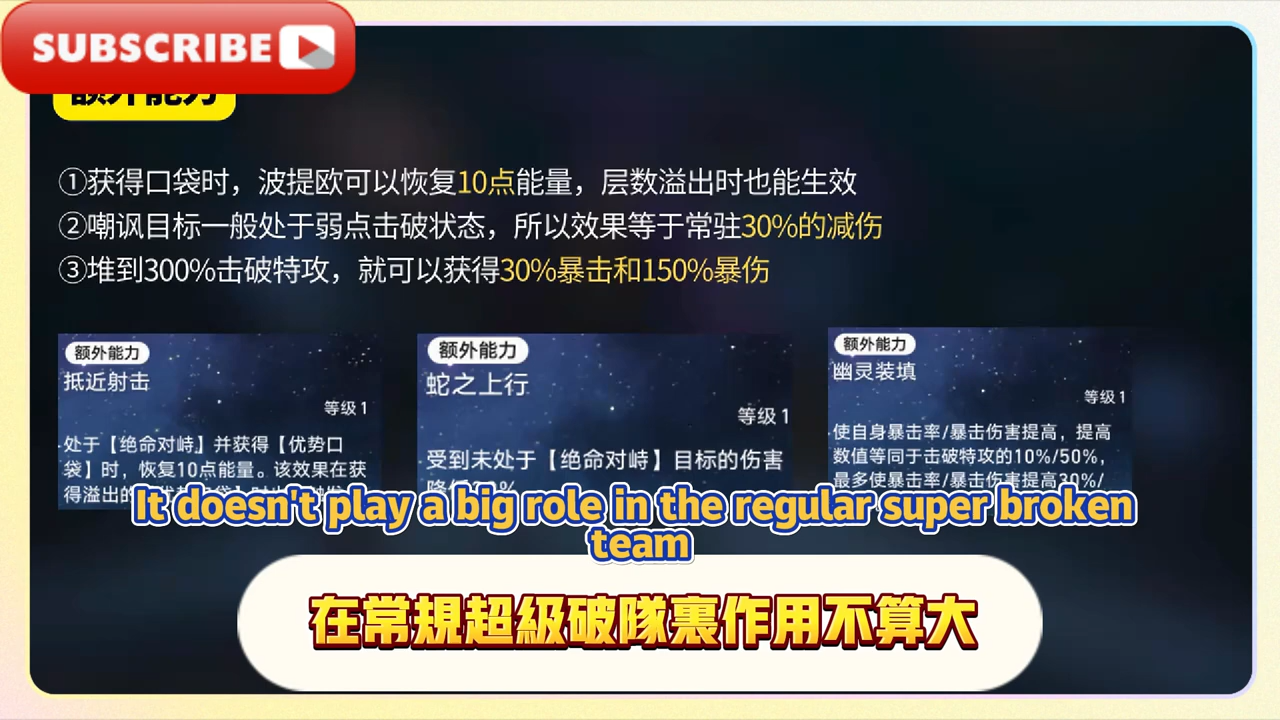 SUBSCRIBE
额外能力
①获得口袋时，波提欧可以恢复10点能量，层数溢出时也能生效
②嘲讽目标一般处于弱点击破状态，所以效果等于常驻30%的减伤
③堆到300%击破特攻，就可以获得30%暴击和150%暴伤
额外能力
抵近射击
等级 1
处于【绝命对峙】并获得【优势口
袋】时，恢复10点能量。该效果在获
得溢出的
额外能力
蛇之上行
等级 1
受到未处于【绝命对峙】目标的伤害
额外能力
幽灵装填
等级 1
使自身暴击率/暴击伤害提高，提高
数值等同于击破特攻的10%/50%，
最多使暴击率/暴击伤害提高30%/
It doesn't play a big role in the regular super broken
team
在常規超級破隊裏作用不算大